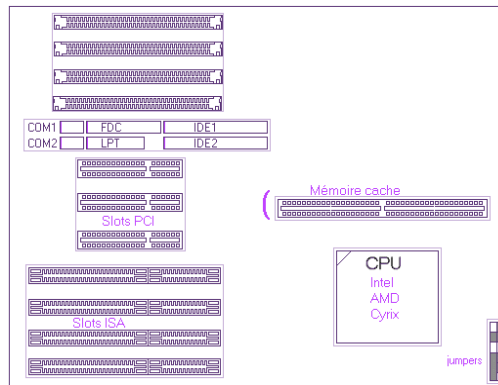 COM1 FDC IDE1
COM2 LPT IDE2
Mémoire cache
Slots PCI
CPU
Intel
AMD
Cyrix
Slots ISA
jumpers